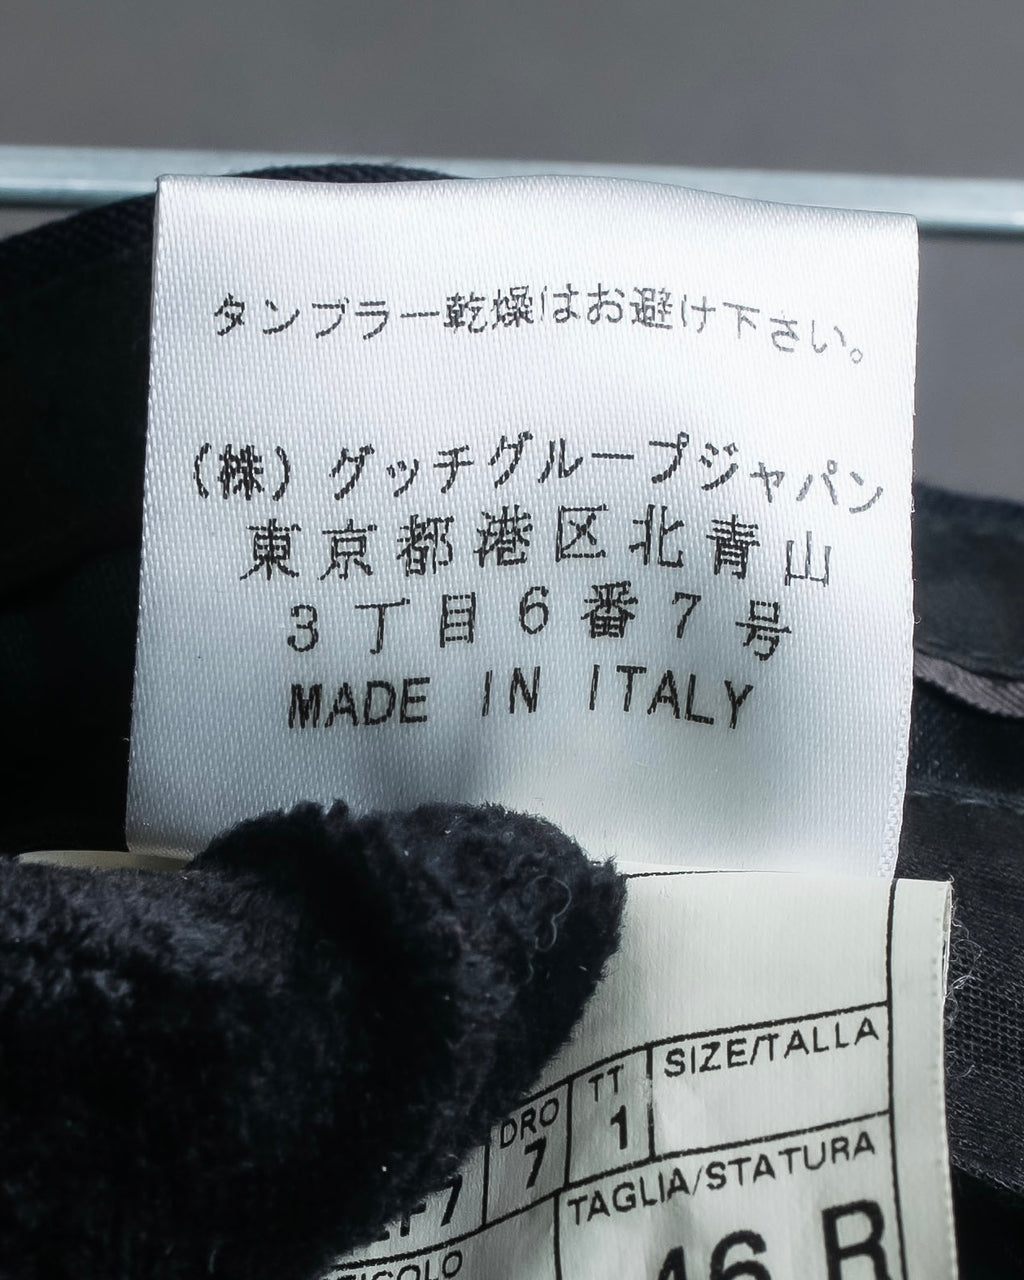 タンブラー乾燥はお避け下さい。
(株) グッチグループジャパン
東京都港区北青山
3丁目6番7号
MADE IN ITALY
SIZE/TALLA
DRO TT
7 1
TAGLIA/STATURA
7
46 R